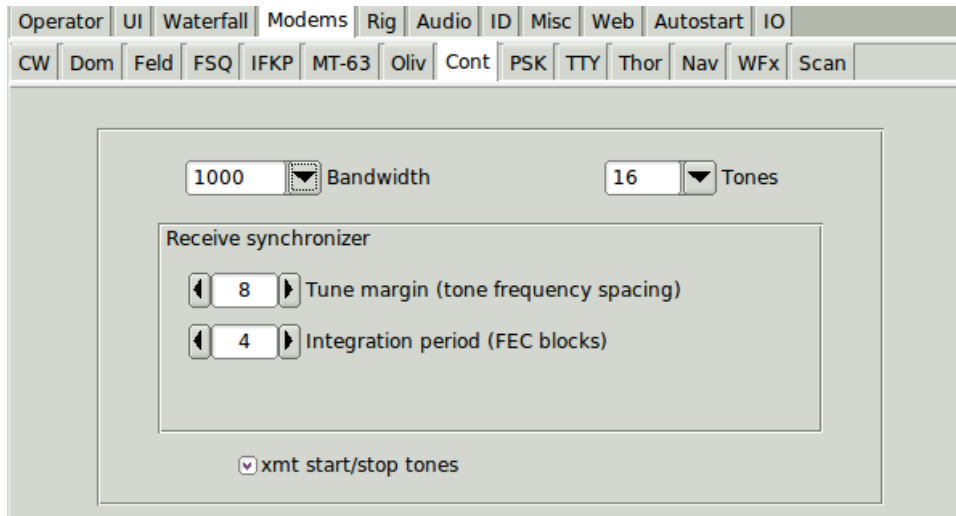 Operator UI Waterfall Modems Rig Audio ID Misc Web Autostart IO
CW Dom Feld FSQ IFKP MT-63 Oliv Cont PSK TTY Thor Nav WFx Scan
1000 Bandwidth 16 Tones
Receive synchronizer
8 Tune margin (tone frequency spacing)
4 Integration period (FEC blocks)
xmt start/stop tones